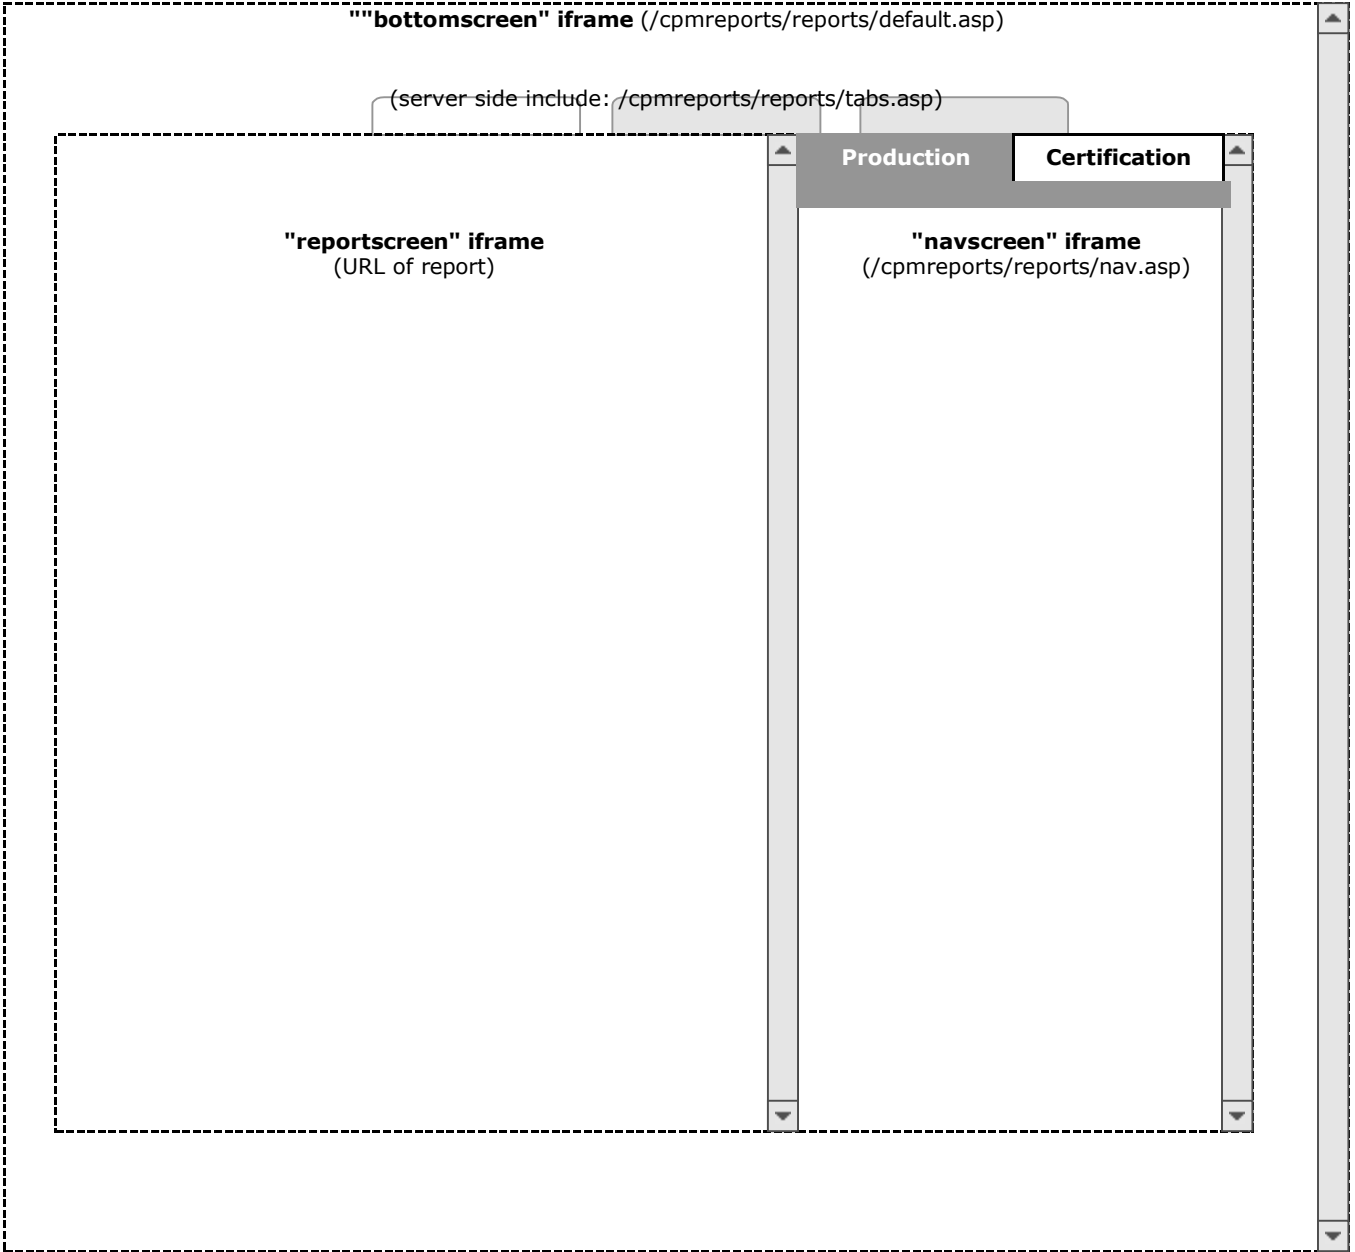 ""bottomscreen" iframe (/cpmreports/reports/default.asp)
(server side include: /cpmreports/reports/tabs.asp)
Production
Certification
"reportscreen" iframe
(URL of report)
"navscreen" iframe
(/cpmreports/reports/nav.asp)